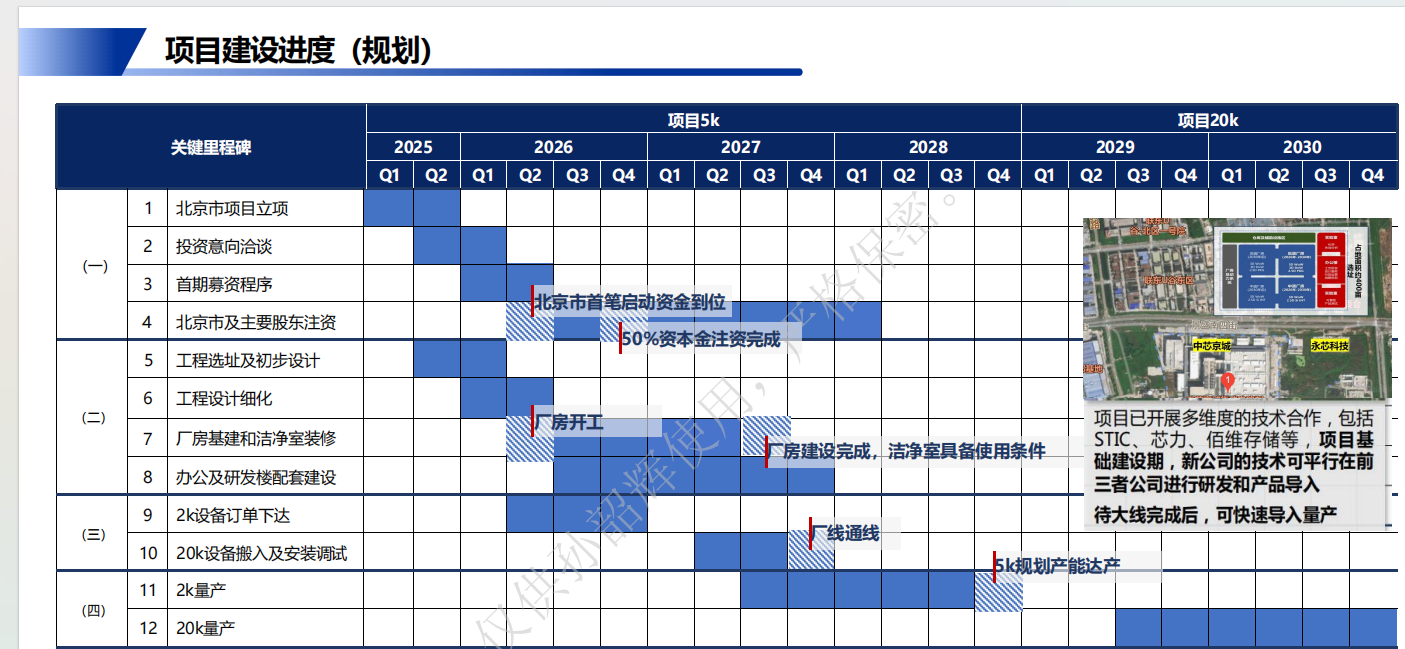 项目建设进度（规划）
关键里程碑
项目5k
项目20k
2025
2026
2027
2028
2029
2030
Q1 Q2 Q1 Q2 Q3 Q4 Q1 Q2 Q3 Q4 Q1 Q2 Q3 Q4 Q1 Q2 Q3 Q4 Q1 Q2 Q3 Q4
（一）
1 北京市项目立项
2 投资意向洽谈
3 首期募资程序
北京市首笔启动资金到位
4 北京市及主要股东注资
50%资本金注资完成
（二）
5 工程选址及初步设计
6 工程设计细化
厂房开工
7 厂房基建和洁净室装修
厂房建设完成，洁净室具备使用条件
8 办公及研发楼配套建设
（三）
9 2k设备订单下达
厂线通线
10 20k设备搬入及安装调试
5k规划产能达产
（四）
11 2k量产
12 20k量产
中芯京城
永芯科技
1
项目已开展多维度的技术合作，包括
STIC、芯力、佰维存储等，项目基
础建设期，新公司的技术可平行在前
三者公司进行研发和产品导入
待大线完成后，可快速导入量产
仅供孙韶辉使用，严格保密。